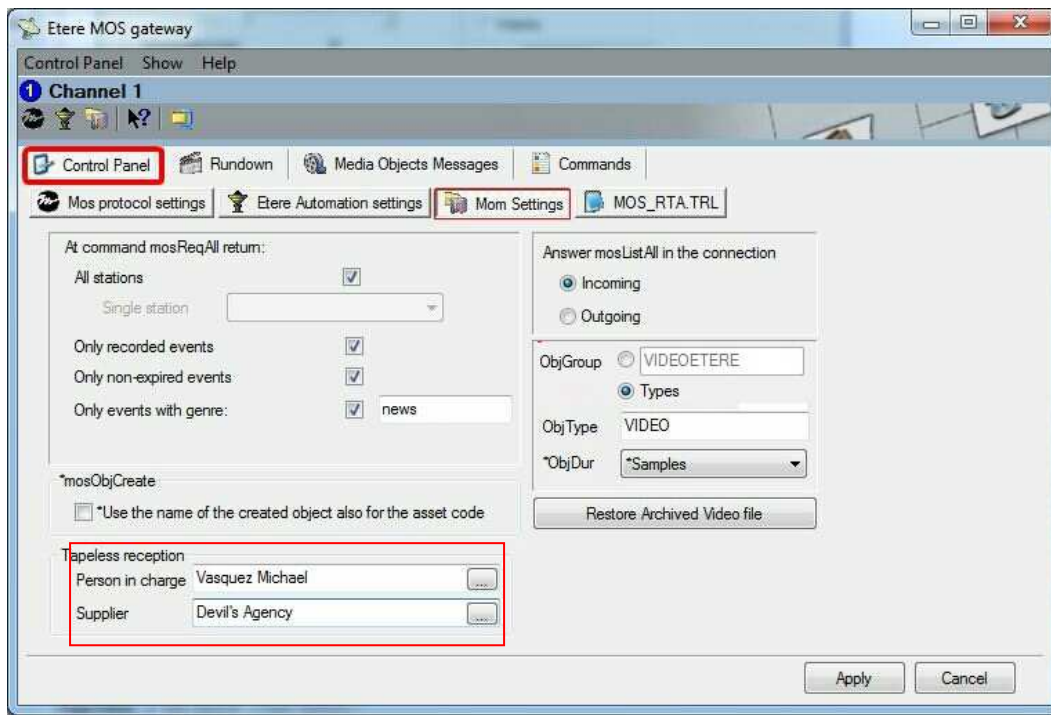 Etere MOS gateway
Control Panel Show Help
1 Channel 1
Control Panel Rundown Media Objects Messages Commands
Mos protocol settings Etere Automation settings Mom Settings MOS_RTA.TRL
At command mosReqAll return:
All stations
Single station
Only recorded events
Only non-expired events
Only events with genre: news
*mosObjCreate
*Use the name of the created object also for the asset code
Tapeless reception
Person in charge Vasquez Michael ...
Supplier Devil's Agency ...
Answer mosListAll in the connection
Incoming
Outgoing
ObjGroup VIDEOETERE
Types
ObjType VIDEO
*ObjDur *Samples
Restore Archived Video file
Apply Cancel